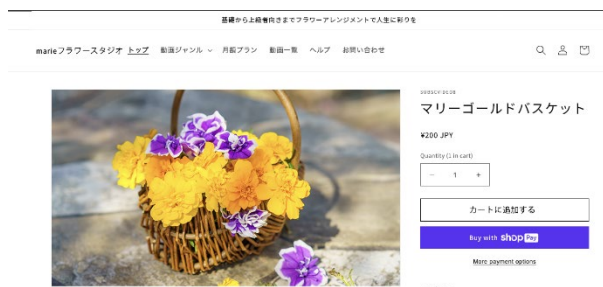 基礎から上級者向きまでフラワーアレンジメントで人生に彩りを
marieフラワースタジオ トップ 動画ジャンル 月額プラン 動画一覧 ヘルプ お問い合わせ
マリーゴールドバスケット
¥200 JPY
Quantity (1 in cart)
− 1 +
カートに追加する
Buy with shop Pay
More payment options